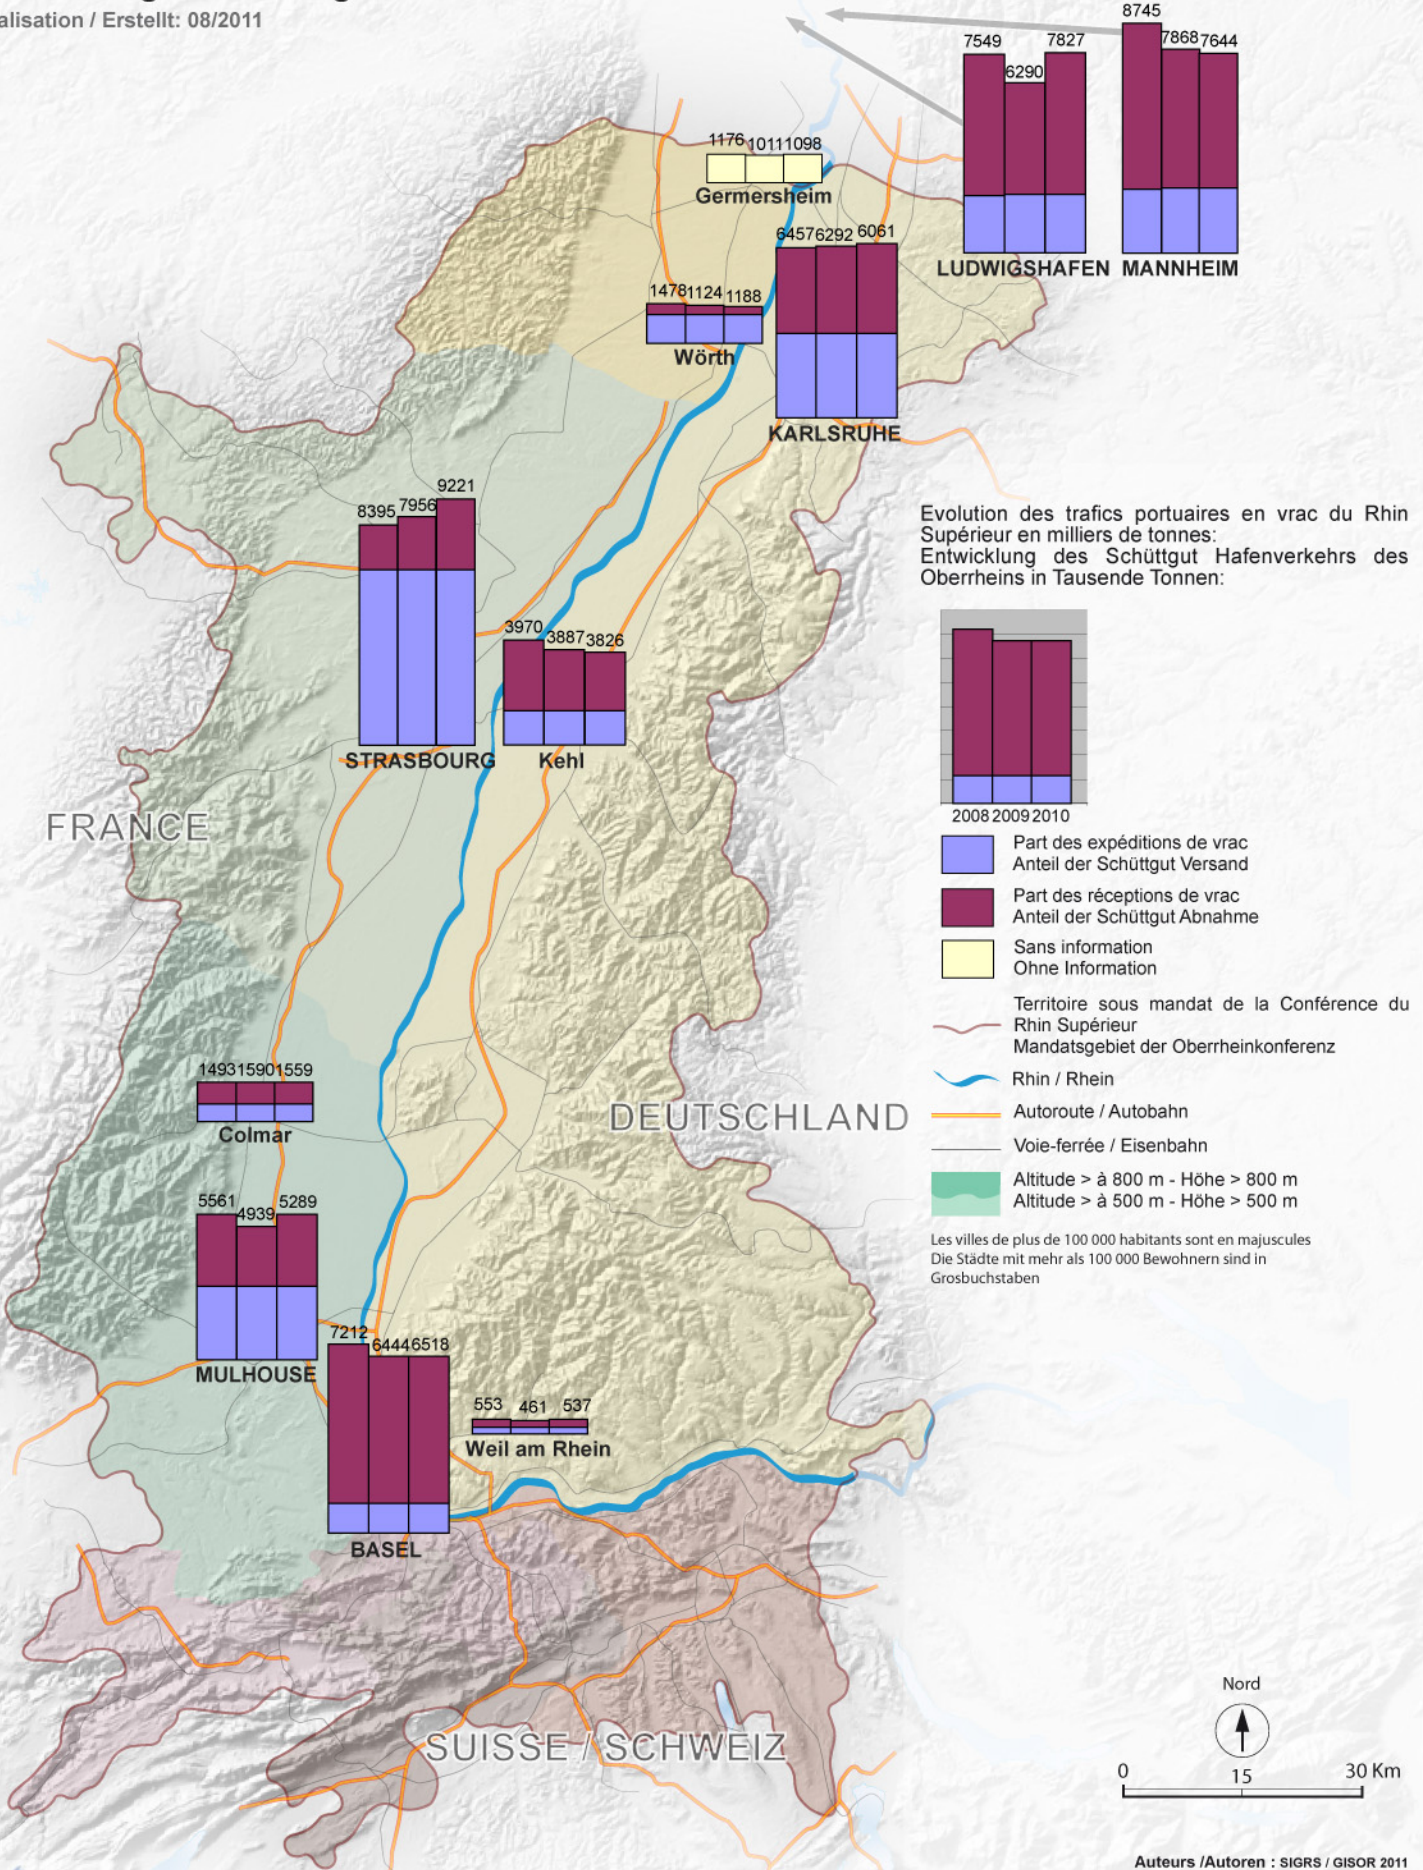 alisation / Erstellt: 08/2011
8745
7549 6290 7827
7868 7644
1176 1011 1098
Germersheim
6457 6292 6061
LUDWIGSHAFEN MANNHEIM
1478 1124 1188
Wörth
KARLSRUHE
8395 7956 9221
3970 3887 3826
STRASBOURG Kehl
FRANCE
Evolution des trafics portuaires en vrac du Rhin
Supérieur en milliers de tonnes:
Entwicklung des Schüttgut Hafenverkehrs des
Oberrheins in Tausende Tonnen:
2008 2009 2010
Part des expéditions de vrac
Anteil der Schüttgut Versand
Part des réceptions de vrac
Anteil der Schüttgut Abnahme
Sans information
Ohne Information
Territoire sous mandat de la Conférence du
Rhin Supérieur
Mandatsgebiet der Oberrheinkonferenz
Rhin / Rhein
Autoroute / Autobahn
Voie-ferrée / Eisenbahn
Altitude > à 800 m - Höhe > 800 m
Altitude > à 500 m - Höhe > 500 m
Les villes de plus de 100 000 habitants sont en majuscules
Die Städte mit mehr als 100 000 Bewohnern sind in
Grosbuchstaben
1493 1590 1559
Colmar
DEUTSCHLAND
5561 4939 5289
MULHOUSE
7212 6444 6518
553 461 537
Weil am Rhein
BASEL
SUISSE / SCHWEIZ
Nord
0 15 30 Km
Auteurs /Autoren : SIGRS / GISOR 2011